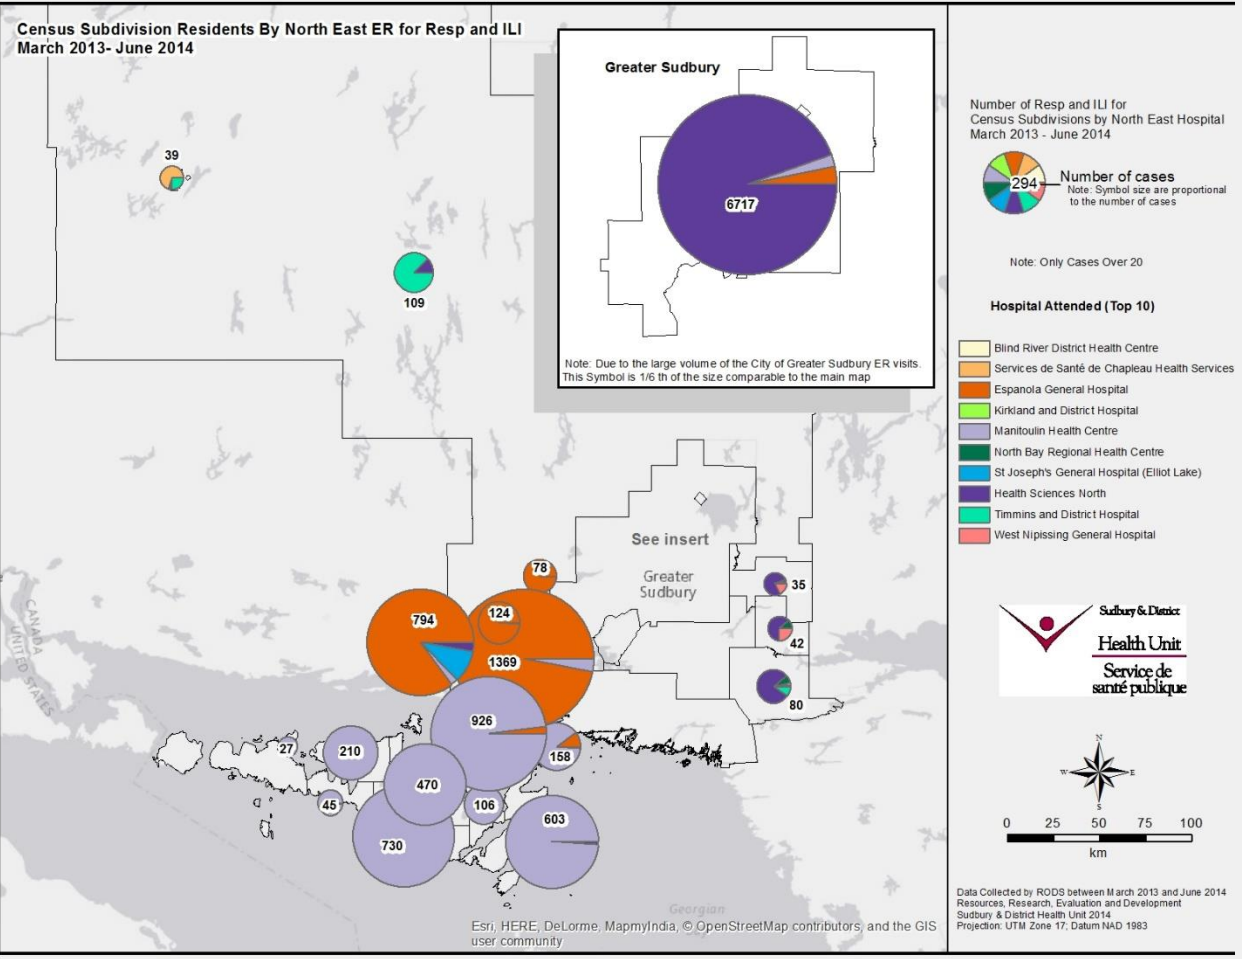 Census Subdivision Residents By North East ER for Resp and ILI
March 2013- June 2014
39
109
Greater Sudbury
6717
Note: Due to the large volume of the City of Greater Sudbury ER visits.
This Symbol is 1/6 th of the size comparable to the main map
See insert
Greater
Sudbury
78
794
124
1369
35
42
80
926
158
27
210
470
45
106
603
730
CANADA
UNITED STATES
Georgian
Esri, HERE, DeLorme, MapmyIndia, © OpenStreetMap contributors, and the GIS
user community
Number of Resp and ILI for
Census Subdivisions by North East Hospital
March 2013 - June 2014
294
Number of cases
Note: Symbol size are proportional
to the number of cases
Note: Only Cases Over 20
Hospital Attended (Top 10)
Blind River District Health Centre
Services de Santé de Chapleau Health Services
Espanola General Hospital
Kirkland and District Hospital
Manitoulin Health Centre
North Bay Regional Health Centre
St Joseph's General Hospital (Elliot Lake)
Health Sciences North
Timmins and District Hospital
West Nipissing General Hospital
Sudbury & District
Health Unit
Service de
santé publique
N
W E
S
0 25 50 75 100
km
Data Collected by RODS between March 2013 and June 2014
Resources, Research, Evaluation and Development
Sudbury & District Health Unit 2014
Projection: UTM Zone 17; Datum NAD 1983